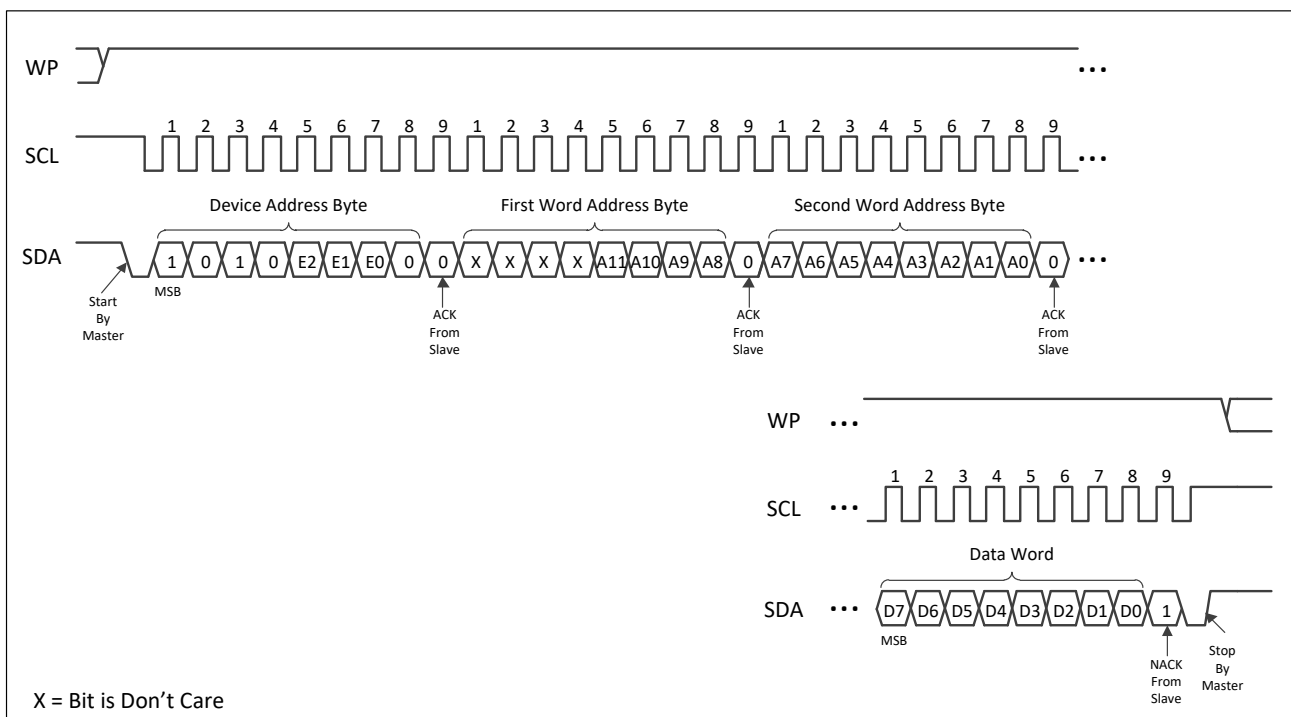 WP
...
1 2 3 4 5 6 7 8 9 1 2 3 4 5 6 7 8 9 1 2 3 4 5 6 7 8 9
SCL
...
Device Address Byte First Word Address Byte Second Word Address Byte
SDA
1 0 1 0 E2 E1 E0 0 0 X X X X A11 A10 A9 A8 0 A7 A6 A5 A4 A3 A2 A1 A0 0
...
MSB
Start
By
Master
ACK
From
Slave
ACK
From
Slave
ACK
From
Slave
WP ...
1 2 3 4 5 6 7 8 9
SCL ...
Data Word
SDA ... D7 D6 D5 D4 D3 D2 D1 D0 1
MSB
NACK
From
Slave
Stop
By
Master
X = Bit is Don't Care